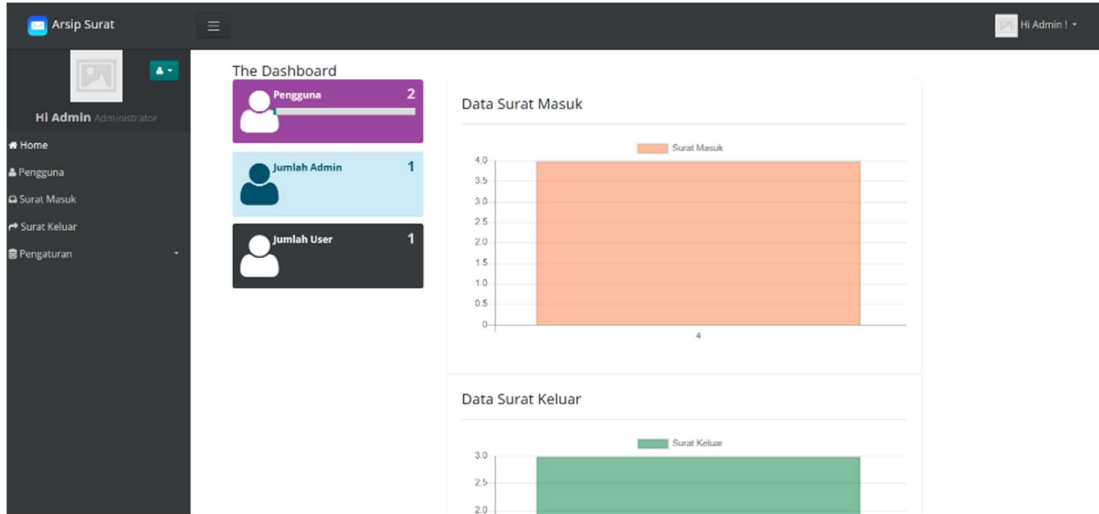 Arsip Surat
Hi Admin !
Hi Admin Administrator
Home
Pengguna
Surat Masuk
Surat Keluar
Pengaturan
The Dashboard
Pengguna 2
Jumlah Admin 1
Jumlah User 1
Data Surat Masuk
Surat Masuk
4.0
3.5
3.0
2.5
2.0
1.5
1.0
0.5
0
4
Data Surat Keluar
Surat Keluar
3.0
2.5
2.0